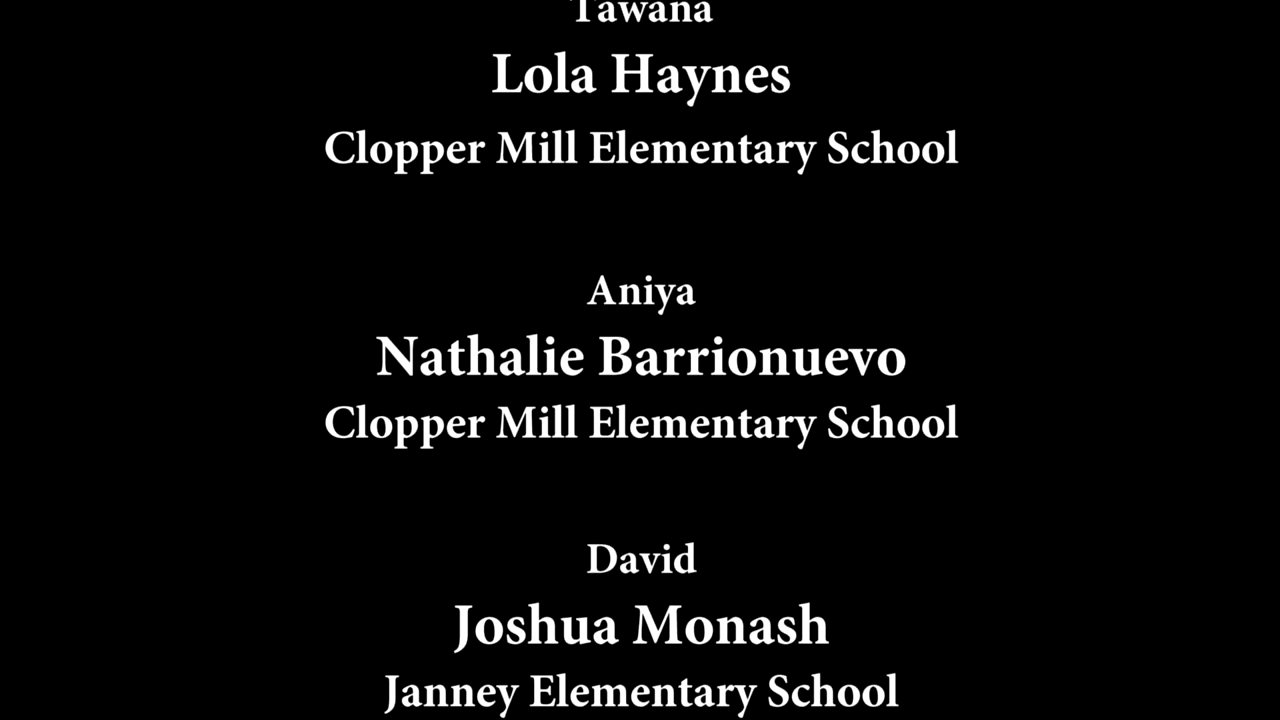 Tawana
Lola Haynes
Clopper Mill Elementary School
Aniya
Nathalie Barrionuevo
Clopper Mill Elementary School
David
Joshua Monash
Janney Elementary School